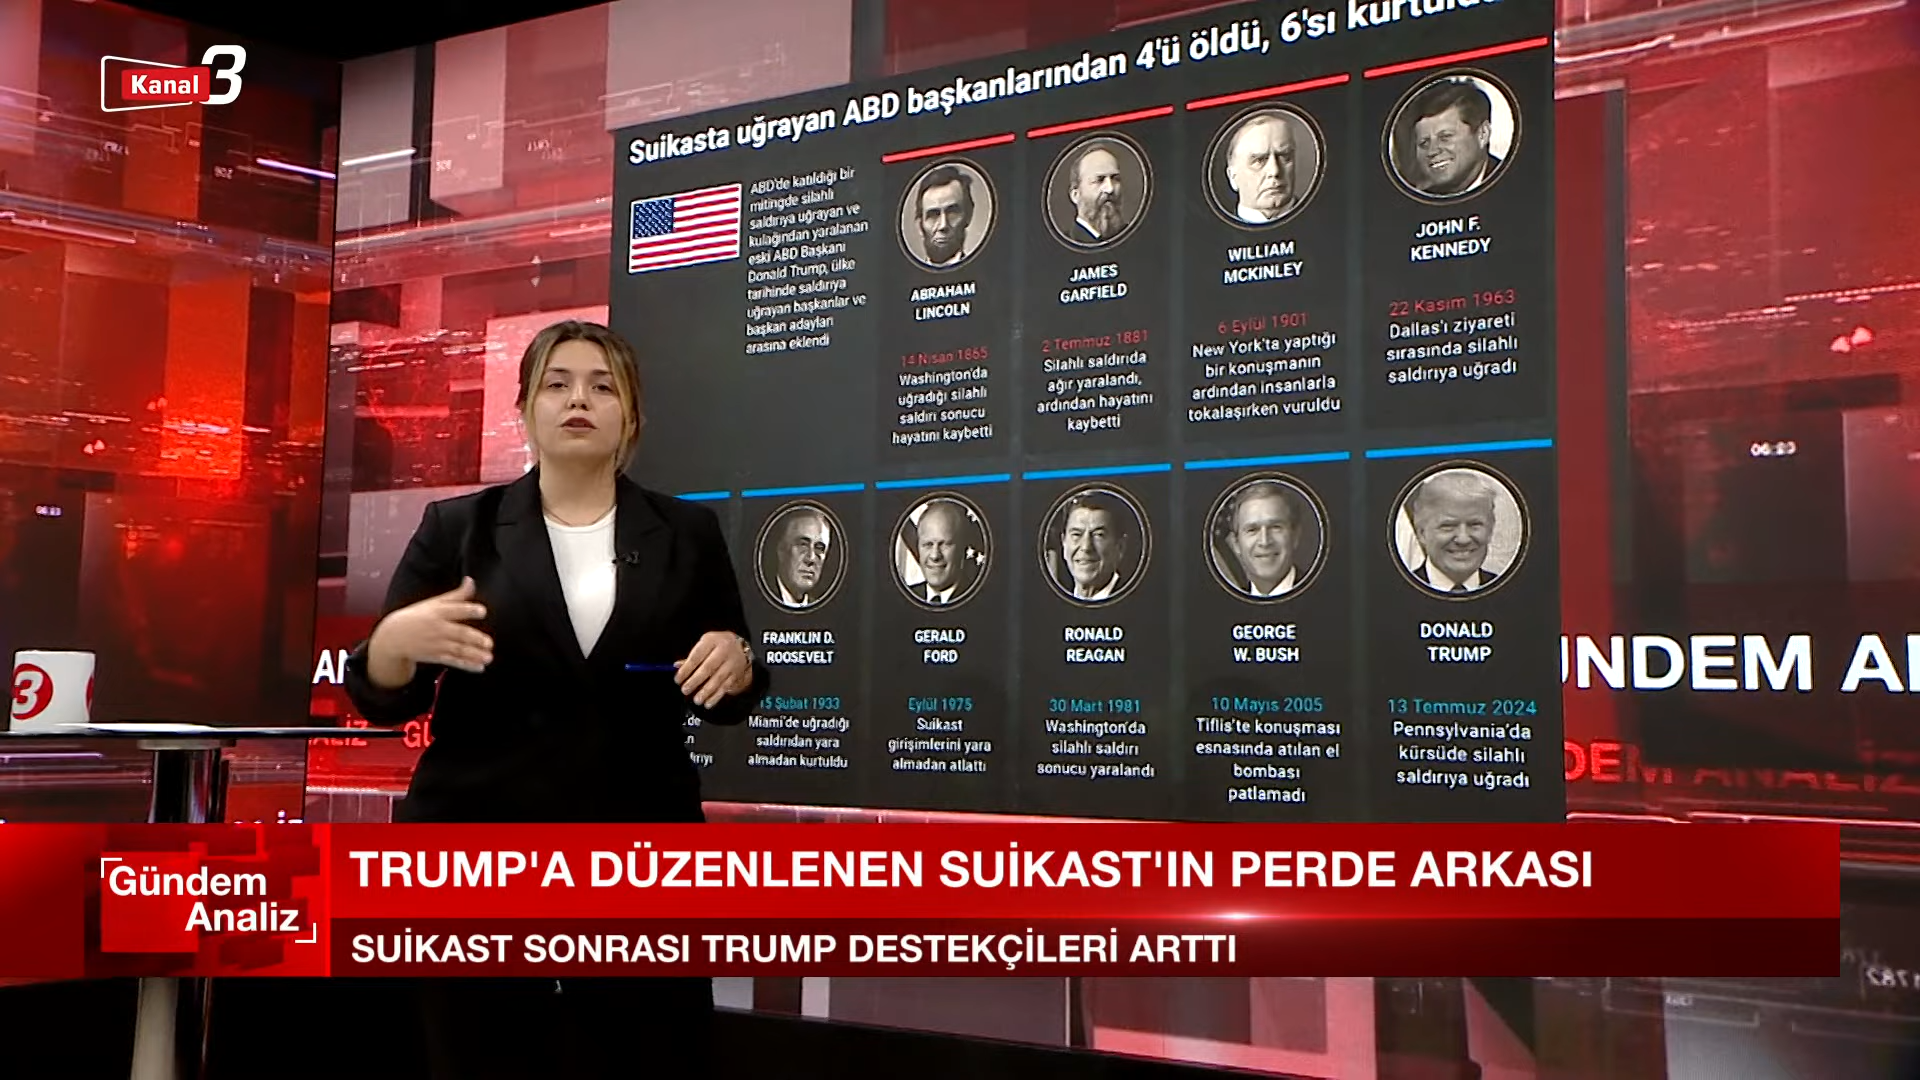 Kanal 3
Suikasta uğrayan ABD başkanlarından 4'ü öldü, 6'sı
ABD'de katıldığı bir
mitingde silahlı
saldırıya uğrayan ve
kulağından yaralanan
eski ABD Başkanı
Donald Trump, ülke
tarihinde saldırıya
uğrayan başkanlar ve
başkan adayları
arasına eklendi
ABRAHAM
LINCOLN
14 Nisan 1865
Washington'da
uğradığı silahlı
saldırı sonucu
hayatını kaybetti
JAMES
GARFIELD
2 Temmuz 1881
Silahlı saldırıda
ağır yaralandı,
ardından hayatını
kaybetti
WILLIAM
MCKINLEY
6 Eylül 1901
New York'ta yaptığı
bir konuşmanın
ardından insanlarla
tokalaşırken vuruldu
JOHN F.
KENNEDY
22 Kasım 1963
Dallas'ı ziyareti
sırasında silahlı
saldırıya uğradı
FRANKLIN D.
ROOSEVELT
15 Şubat 1933
Miami'de uğradığı
saldırıdan yara
almadan kurtuldu
GERALD
FORD
Eylül 1975
Suikast
girişimlerini yara
almadan atlattı
RONALD
REAGAN
30 Mart 1981
Washington'da
silahlı saldırı
sonucu yaralandı
GEORGE
W. BUSH
10 Mayıs 2005
Tiflis'te konuşması
esnasında atılan el
bombası
patlamadı
DONALD
TRUMP
13 Temmuz 2024
Pennsylvania'da
kürsüde silahlı
saldırıya uğradı
3
ÜNDEM A
Gündem
Analiz
TRUMP'A DÜZENLENEN SUİKAST'IN PERDE ARKASI
SUİKAST SONRASI TRUMP DESTEKÇİLERİ ARTTI